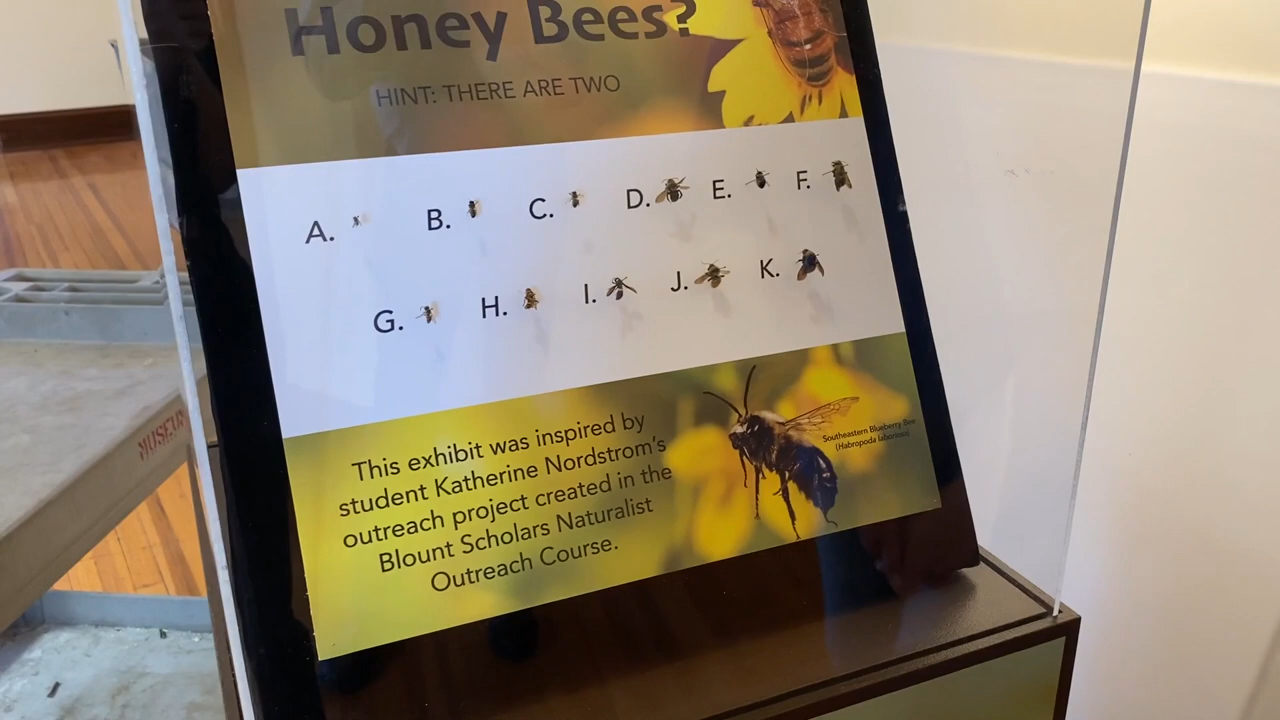 Honey Bees?
HINT: THERE ARE TWO
A. B. C. D. E. F.
G. H. I. J. K.
This exhibit was inspired by
student Katherine Nordstrom's
outreach project created in the
Blount Scholars Naturalist
Outreach Course.
Southeastern Blueberry Bee
(Habropoda laboriosa)
MUSEUM